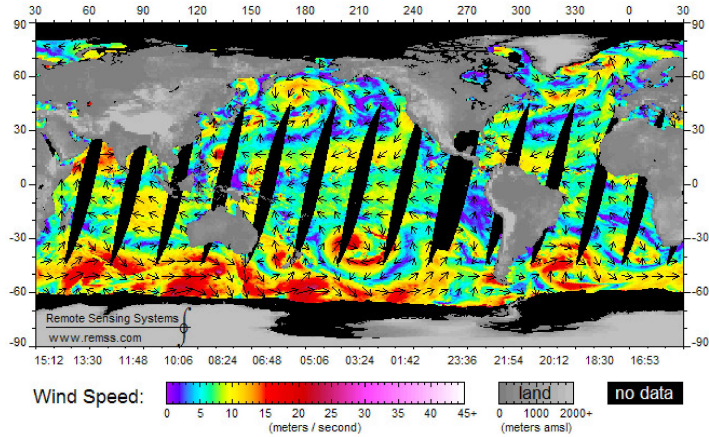 30 60 90 120 150 180 210 240 270 300 330 0 30
90 90
60 60
30 30
0 0
-30 -30
-60 -60
-90 -90
Remote Sensing Systems
www.remss.com
15:12 13:30 11:48 10:06 08:24 06:48 05:06 03:24 01:42 23:36 21:54 20:12 18:30 16:53
Wind Speed: land no data
0 5 10 15 20 25 30 35 40 45+ 0 1000 2000+
(meters / second) (meters amsl)